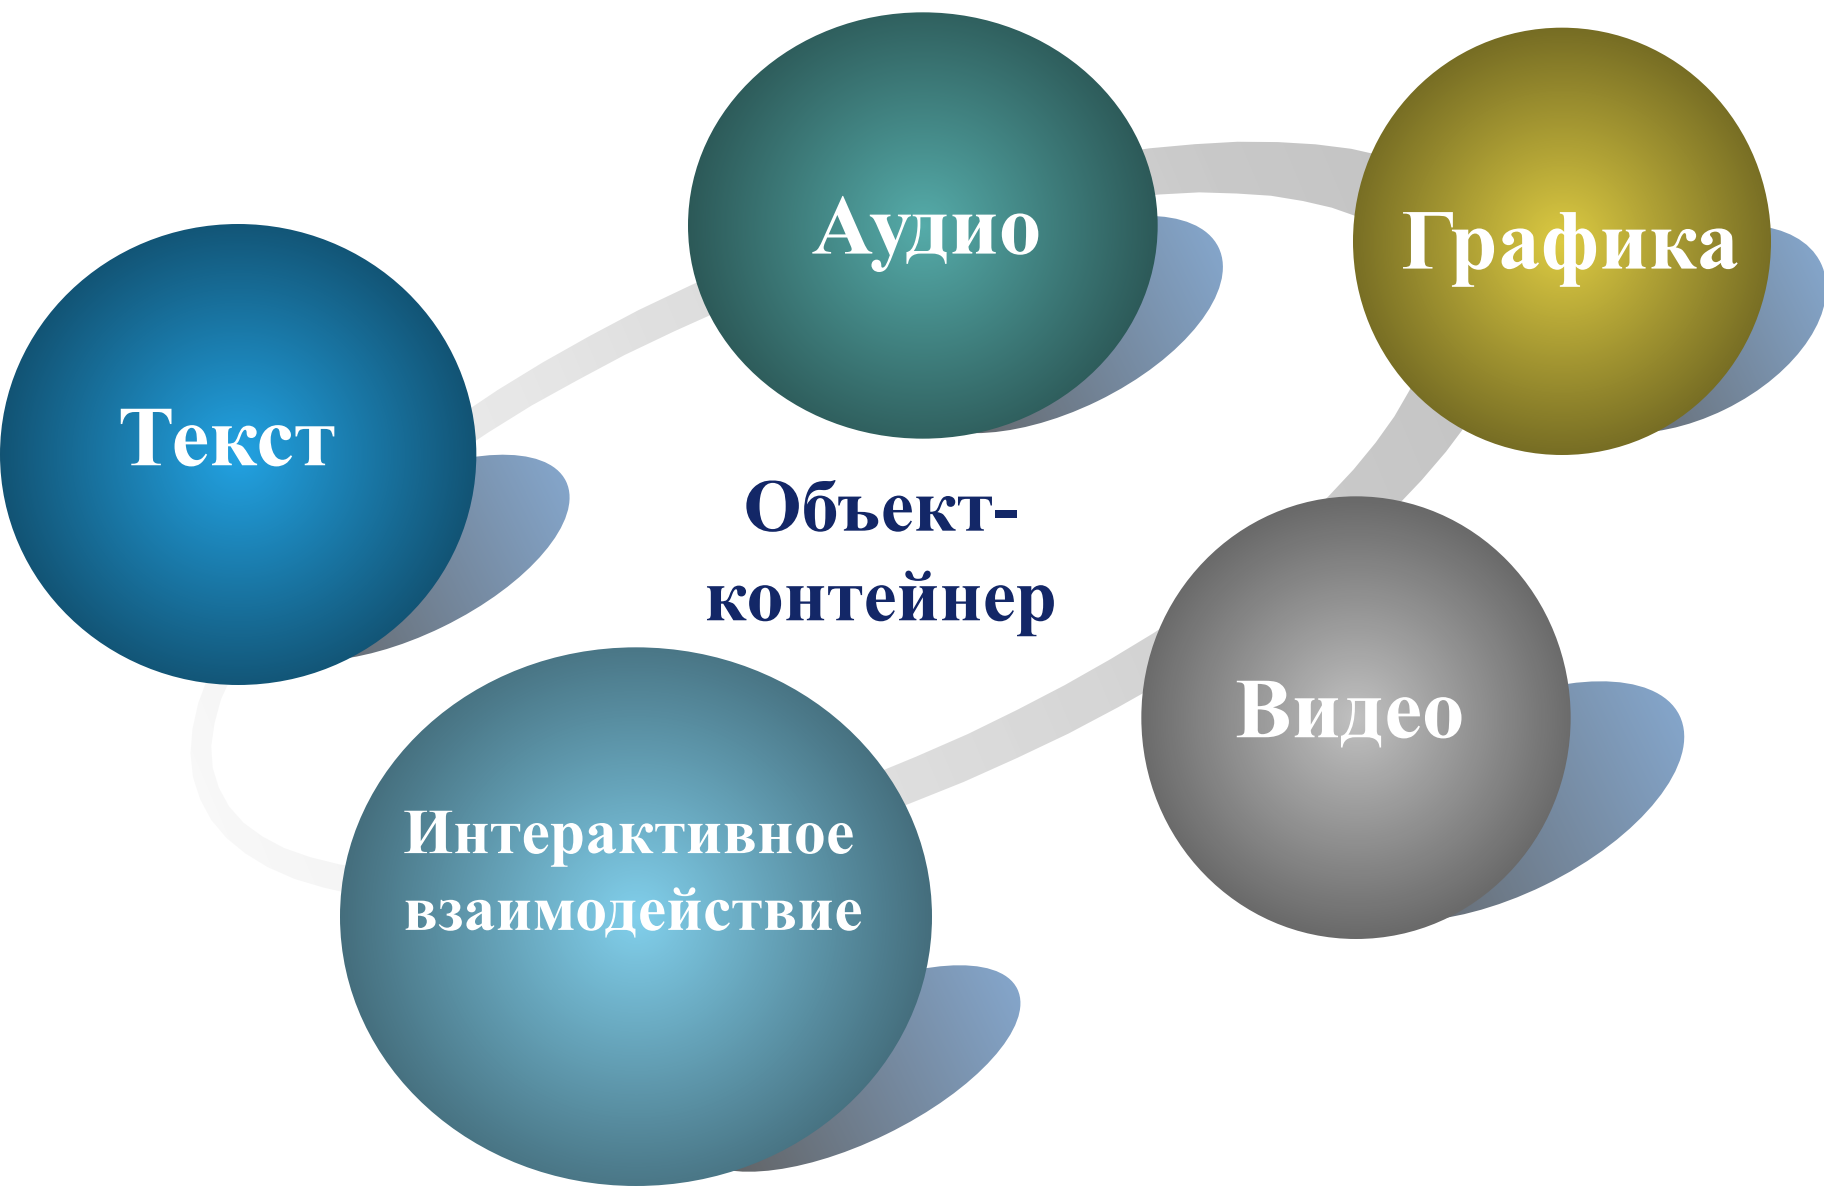 Аудио
Графика
Текст
Объект-
контейнер
Видео
Интерактивное
взаимодействие